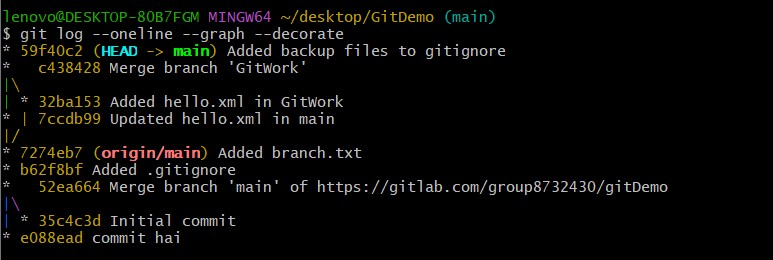 lenovo@DESKTOP-80B7FGM MINGW64 ~/desktop/GitDemo (main)
$ git log --oneline --graph --decorate
* 59f40c2 (HEAD -> main) Added backup files to gitignore
*   c438428 Merge branch 'GitWork'
|\
| * 32ba153 Added hello.xml in GitWork
* | 7ccdb99 Updated hello.xml in main
|/
* 7274eb7 (origin/main) Added branch.txt
* b62f8bf Added .gitignore
*   52ea664 Merge branch 'main' of https://gitlab.com/group8732430/gitDemo
|\
| * 35c4c3d Initial commit
* e088ead commit hai